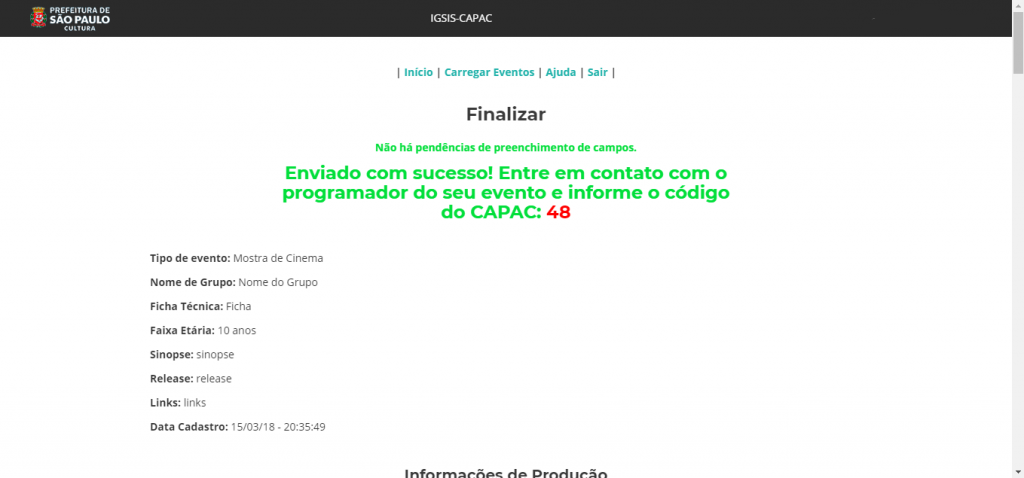 PREFEITURA DE
SÃO PAULO
CULTURA
IGSIS-CAPAC
| Início | Carregar Eventos | Ajuda | Sair |
Finalizar
Não há pendências de preenchimento de campos.
Enviado com sucesso! Entre em contato com o
programador do seu evento e informe o código
do CAPAC: 48
Tipo de evento: Mostra de Cinema
Nome de Grupo: Nome do Grupo
Ficha Técnica: Ficha
Faixa Etária: 10 anos
Sinopse: sinopse
Release: release
Links: links
Data Cadastro: 15/03/18 - 20:35:49
Informações de Produção